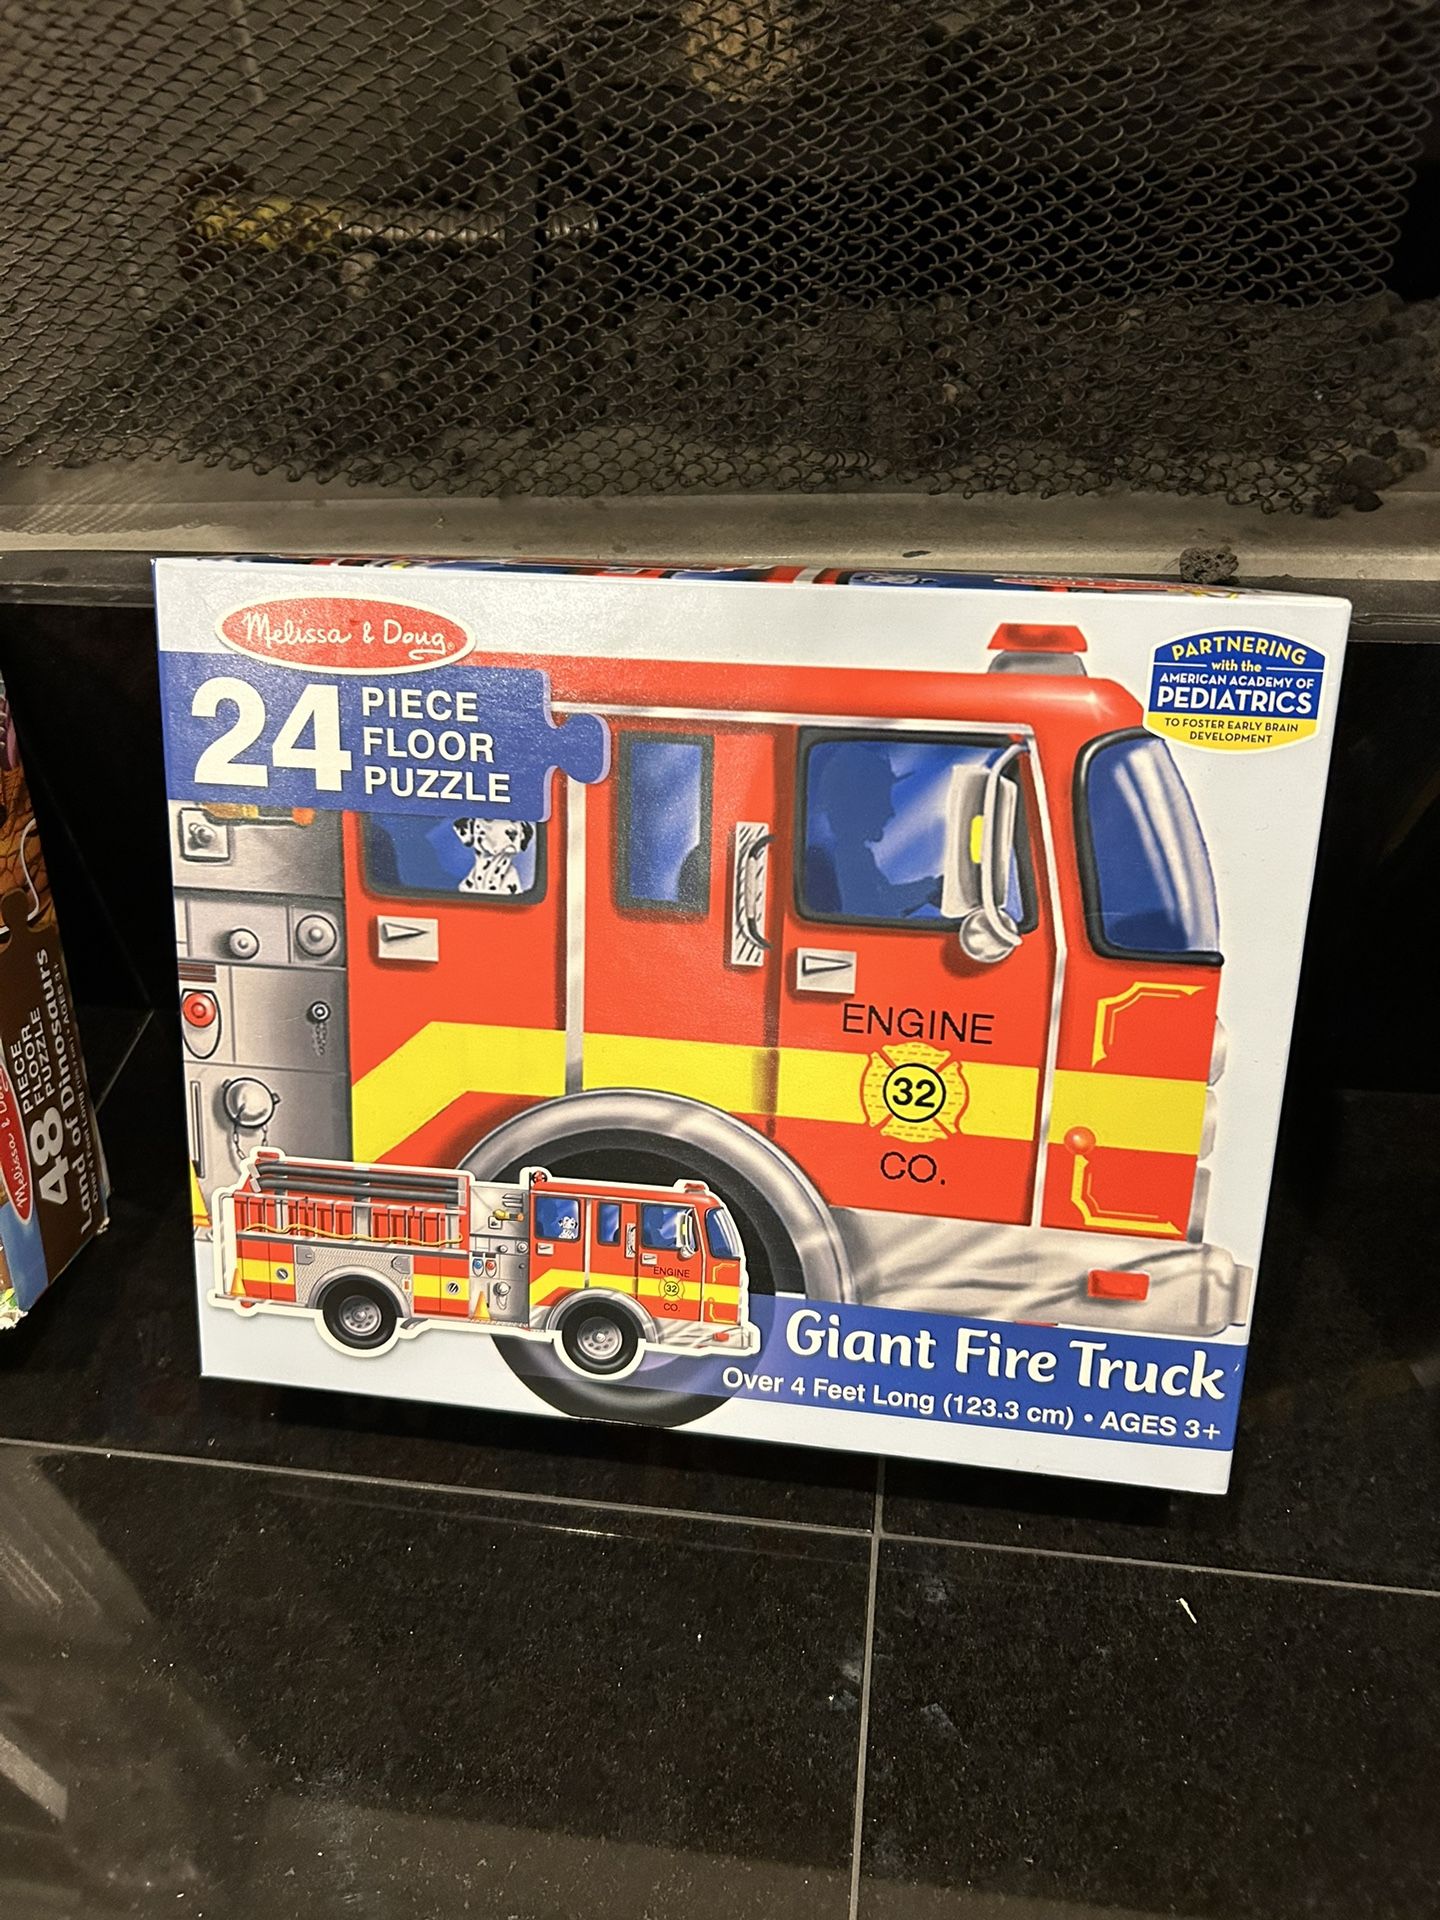 Melissa & Doug®
24 PIECE
FLOOR
PUZZLE
PARTNERING
with the
AMERICAN ACADEMY OF
PEDIATRICS
TO FOSTER EARLY BRAIN
DEVELOPMENT
ENGINE
32
CO.
ENGINE
32
CO.
Giant Fire Truck
Over 4 Feet Long (123.3 cm) • AGES 3+
Melissa & Doug
48 PIECE
FLOOR
PUZZLE
Land of Dinosaurs